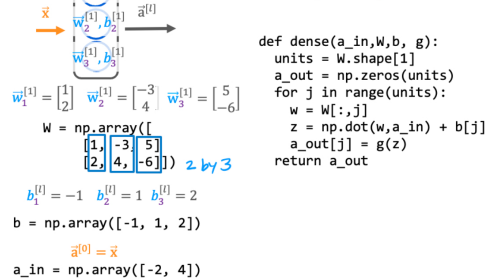 x⃗ a⃗^[l]
w⃗₂^[1], b₂^[1]
w⃗₃^[1], b₃^[1]
w⃗₁^[1] = [1 2] w⃗₂^[1] = [-3 4] w⃗₃^[1] = [5 -6]
W = np.array([
[1, -3, 5]
[2, 4, -6]]) 2 by 3
b₁^[l] = -1 b₂^[l] = 1 b₃^[l] = 2
b = np.array([-1, 1, 2])
a⃗^[0] = x⃗
a_in = np.array([-2, 4])
def dense(a_in,W,b, g):
units = W.shape[1]
a_out = np.zeros(units)
for j in range(units):
w = W[:,j]
z = np.dot(w,a_in) + b[j]
a_out[j] = g(z)
return a_out